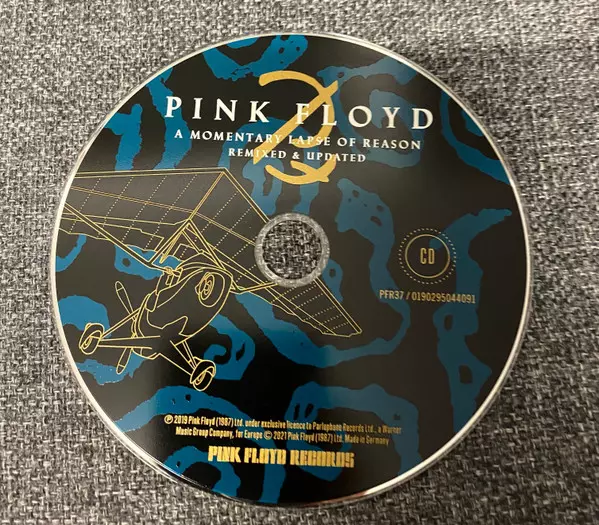 PINK FLOYD
A MOMENTARY LAPSE OF REASON
REMIXED & UPDATED
CD
PFR37 / 0190295044091
℗ 2019 Pink Floyd (1987) Ltd. under exclusive licence to Parlophone Records Ltd., a Warner
Music Group Company, for Europe © 2021 Pink Floyd (1987) Ltd. Made in Germany
PINK FLOYD RECORDS